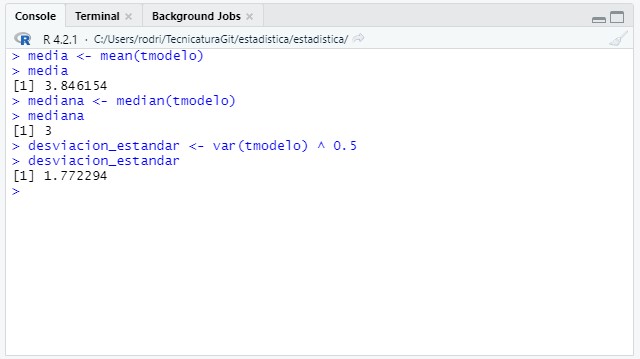 Console Terminal × Background Jobs ×
R R 4.2.1 · C:/Users/rodri/TecnicaturaGit/estadistica/estadistica/
> media <- mean(tmodelo)
> media
[1] 3.846154
> mediana <- median(tmodelo)
> mediana
[1] 3
> desviacion_estandar <- var(tmodelo) ^ 0.5
> desviacion_estandar
[1] 1.772294
>